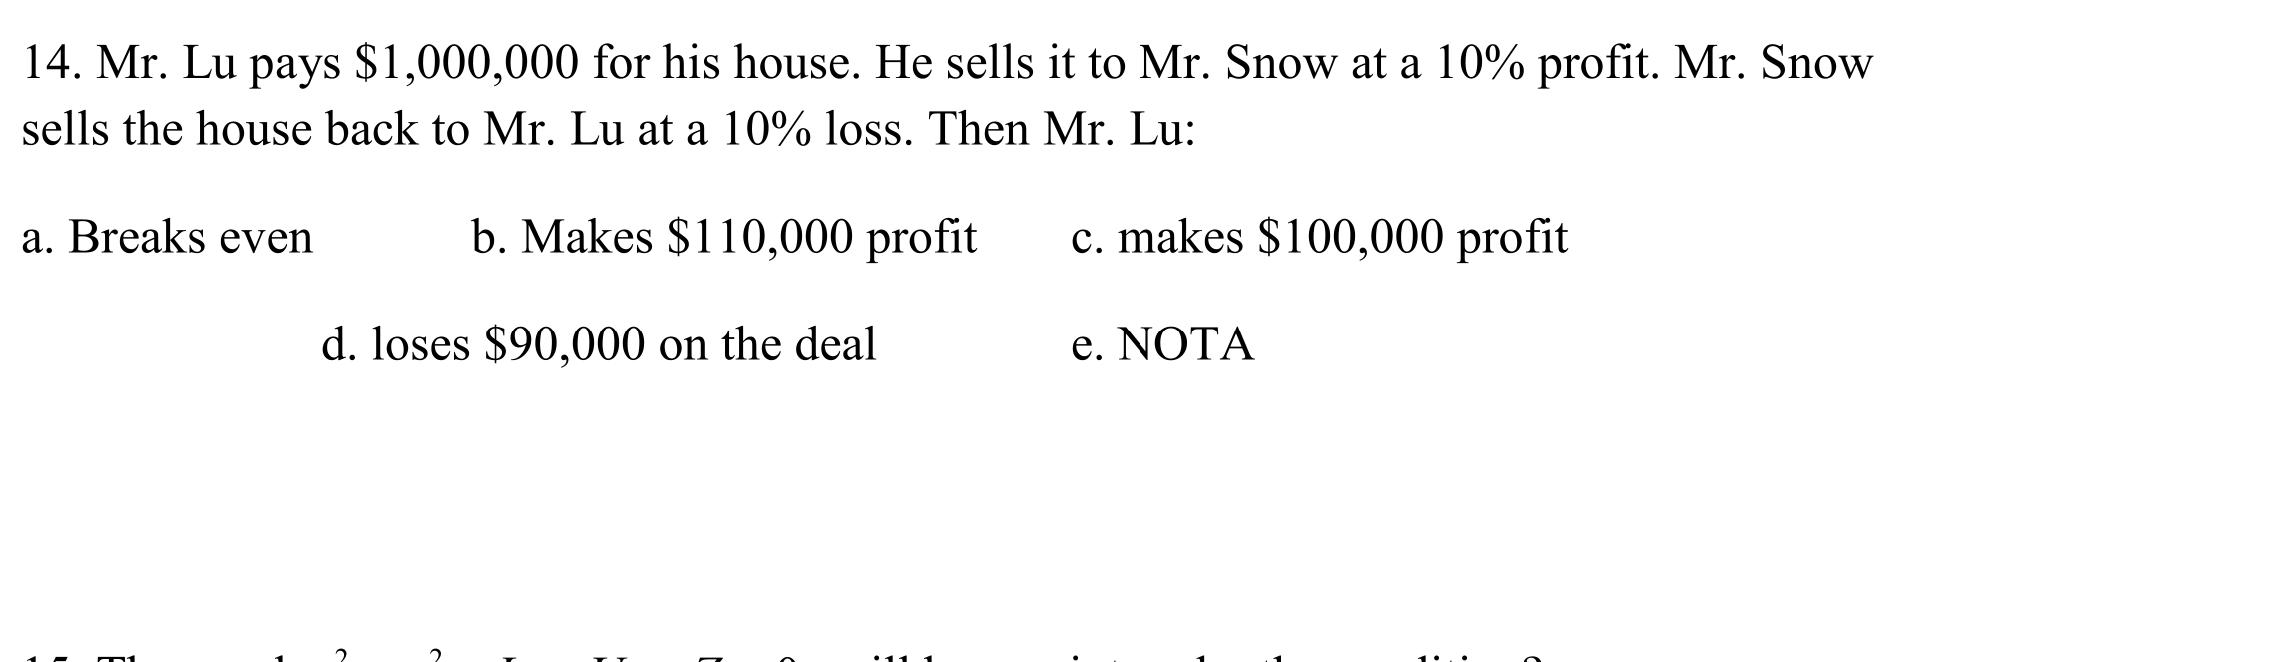 14. Mr. Lu pays $1,000,000 for his house. He sells it to Mr. Snow at a 10% profit. Mr. Snow
sells the house back to Mr. Lu at a 10% loss. Then Mr. Lu:
a. Breaks even b. Makes $110,000 profit c. makes $100,000 profit
d. loses $90,000 on the deal e. NOTA